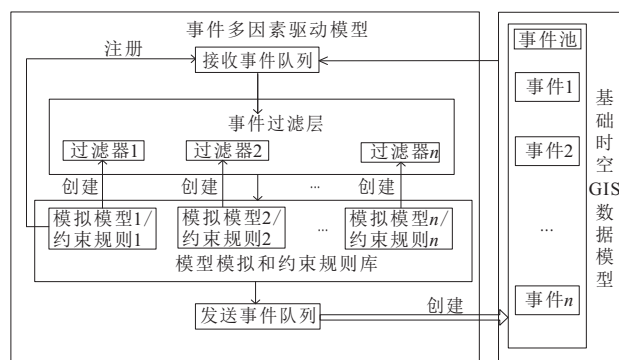 事件多因素驱动模型
注册
接收事件队列
事件过滤层
过滤器1
过滤器2
过滤器n
创建
创建
...
创建
模拟模型1/
约束规则1
模拟模型2/
约束规则2
...
模拟模型n/
约束规则n
模型模拟和约束规则库
发送事件队列
创建
事件池
事件1
事件2
...
事件n
基础时空GIS数据模型